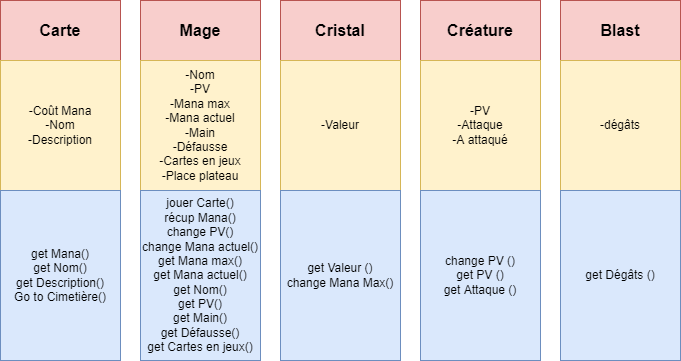 Carte
-Coût Mana
-Nom
-Description
get Mana()
get Nom()
get Description()
Go to Cimetière()
Mage
-Nom
-PV
-Mana max
-Mana actuel
-Main
-Défausse
-Cartes en jeux
-Place plateau
jouer Carte()
récup Mana()
change PV()
change Mana actuel()
get Mana max()
get Mana actuel()
get Nom()
get PV()
get Main()
get Défausse()
get Cartes en jeux()
Cristal
-Valeur
get Valeur ()
change Mana Max()
Créature
-PV
-Attaque
-A attaqué
change PV ()
get PV ()
get Attaque ()
Blast
-dégâts
get Dégâts ()